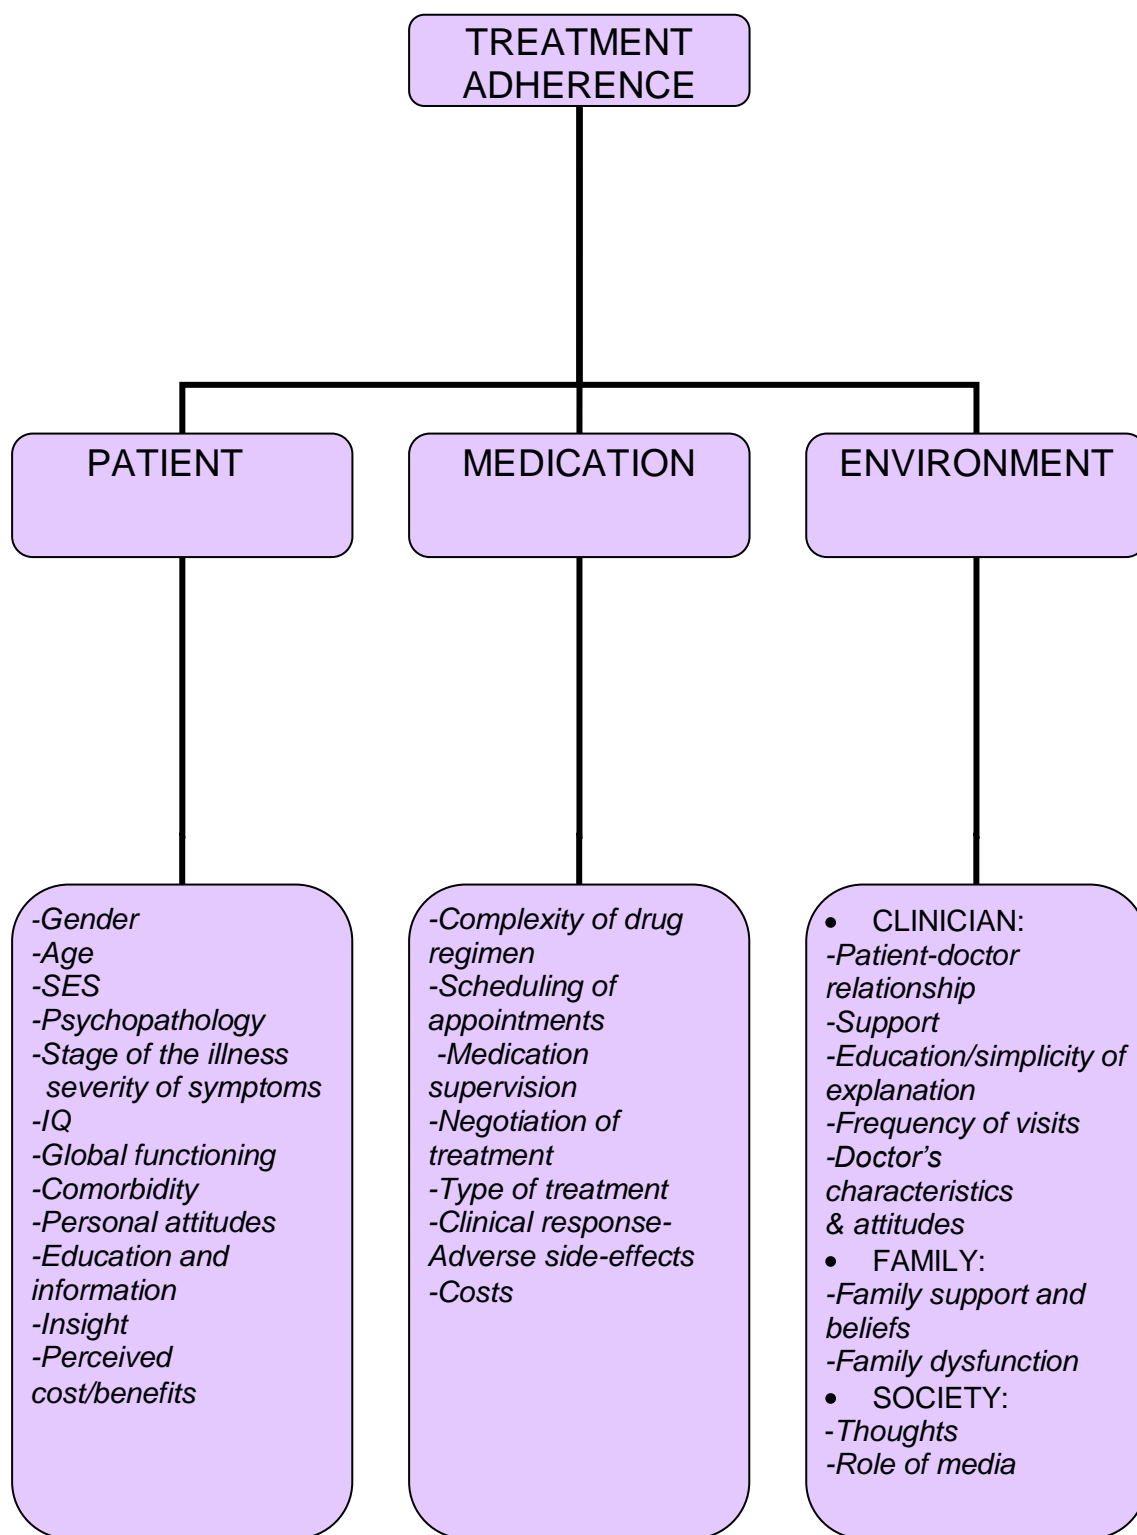 TREATMENT
ADHERENCE
PATIENT
MEDICATION
ENVIRONMENT
-Gender
-Age
-SES
-Psychopathology
-Stage of the illness
severity of symptoms
-IQ
-Global functioning
-Comorbidity
-Personal attitudes
-Education and
information
-Insight
-Perceived
cost/benefits
-Complexity of drug
regimen
-Scheduling of
appointments
-Medication
supervision
-Negotiation of
treatment
-Type of treatment
-Clinical response-
Adverse side-effects
-Costs
• CLINICIAN:
-Patient-doctor
relationship
-Support
-Education/simplicity of
explanation
-Frequency of visits
-Doctor’s
characteristics
& attitudes
• FAMILY:
-Family support and
beliefs
-Family dysfunction
• SOCIETY:
-Thoughts
-Role of media